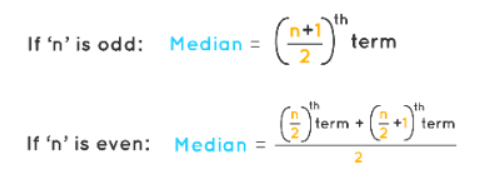 If 'n' is odd: Median = ((n+1)/2)^th term
If 'n' is even: Median = ((n/2)^th term + (n/2 +1)^th term)/2